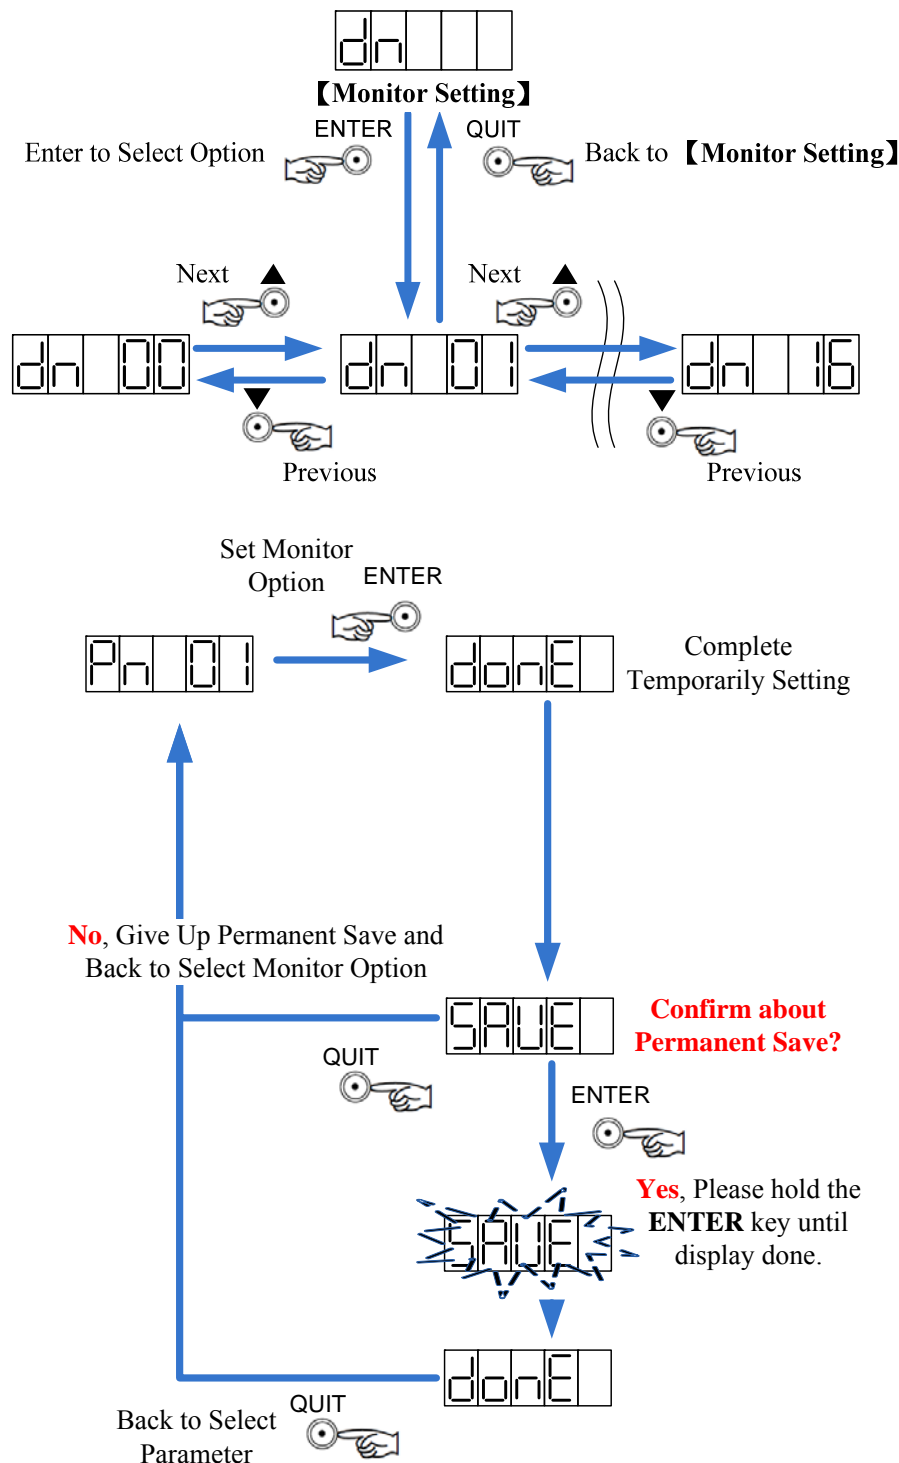 dn
【Monitor Setting】
ENTER
QUIT
Enter to Select Option
Back to 【Monitor Setting】
Next
Next
dn 00
dn 01
dn 16
Previous
Previous
Set Monitor
Option
ENTER
Pn 01
donE
Complete
Temporarily Setting
No, Give Up Permanent Save and
Back to Select Monitor Option
SAUE
Confirm about
Permanent Save?
QUIT
ENTER
Yes, Please hold the
ENTER key until
display done.
SAUE
donE
QUIT
Back to Select
Parameter